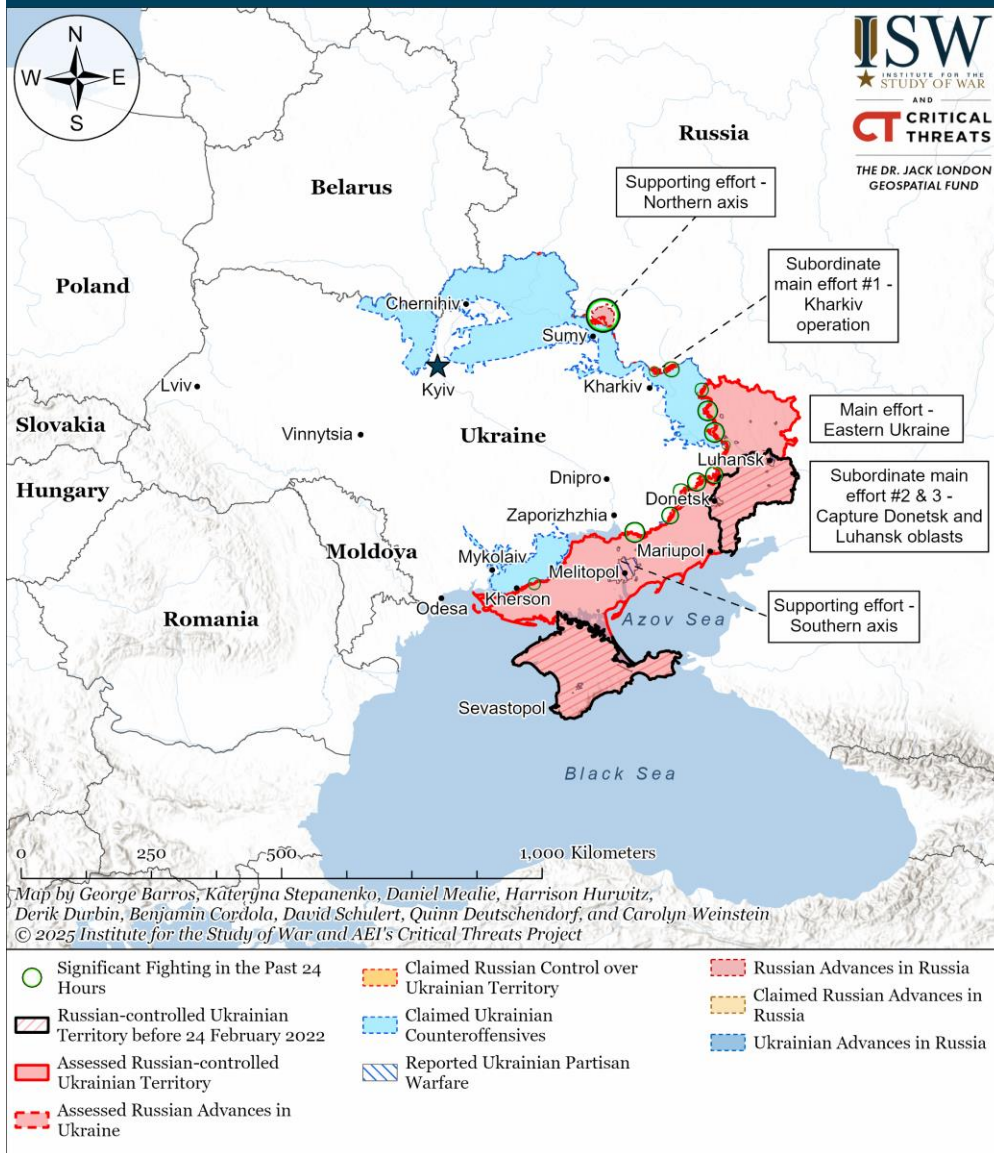 N
W
E
S
ISW
INSTITUTE FOR THE
STUDY OF WAR
AND
CT CRITICAL
THREATS
THE DR. JACK LONDON
GEOSPATIAL FUND
Russia
Belarus
Supporting effort -
Northern axis
Poland
Subordinate
main effort #1 -
Kharkiv
operation
Chernihiv
Sumy
Kyiv
Kharkiv
Lviv
Slovakia
Vinnytsia
Ukraine
Main effort -
Eastern Ukraine
Luhansk
Hungary
Dnipro
Donetsk
Subordinate main
effort #2 & 3 -
Capture Donetsk and
Luhansk oblasts
Zaporizhzhia
Moldova
Mykolaiv
Mariupol
Melitopol
Kherson
Odesa
Romania
Azov Sea
Supporting effort -
Southern axis
Sevastopol
Black Sea
0
250
500
1,000 Kilometers
Map by George Barros, Kateryna Stepanenko, Daniel Mealie, Harrison Hurwitz,
Derik Durbin, Benjamin Cordola, David Schulert, Quinn Deutschendorf, and Carolyn Weinstein
© 2025 Institute for the Study of War and AEI's Critical Threats Project
Significant Fighting in the Past 24
Hours
Russian-controlled Ukrainian
Territory before 24 February 2022
Assessed Russian-controlled
Ukrainian Territory
Assessed Russian Advances in
Ukraine
Claimed Russian Control over
Ukrainian Territory
Claimed Ukrainian
Counteroffensives
Reported Ukrainian Partisan
Warfare
Russian Advances in Russia
Claimed Russian Advances in
Russia
Ukrainian Advances in Russia